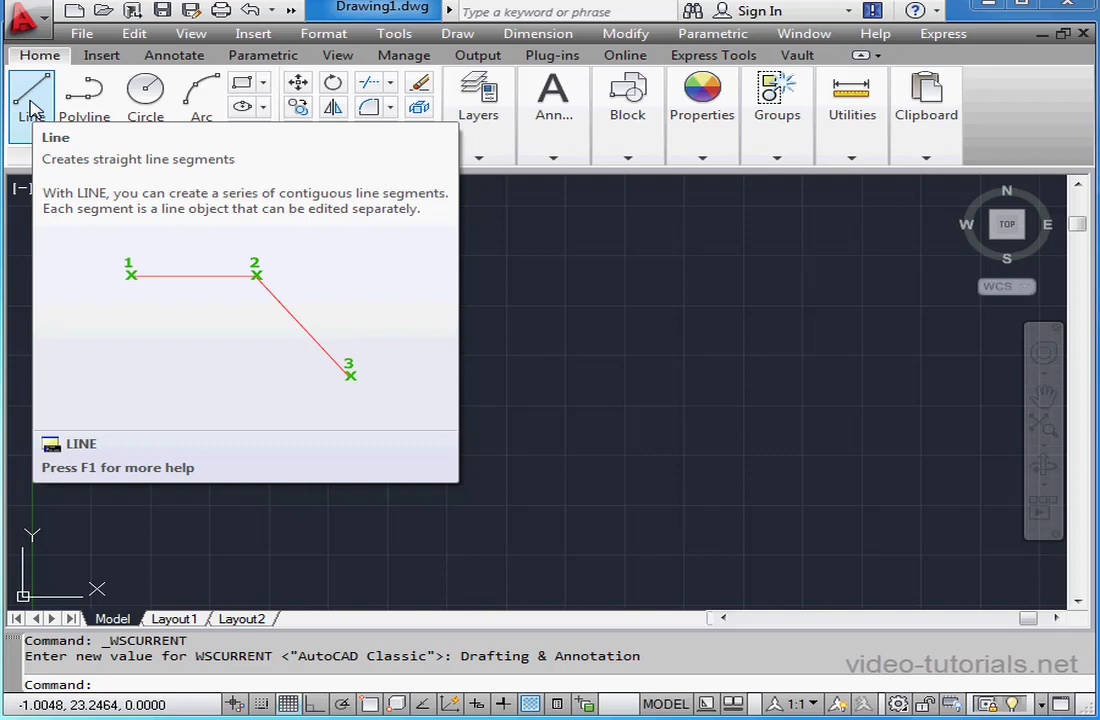 Drawing1.dwg
Type a keyword or phrase
Sign In
File Edit View Insert Format Tools Draw Dimension Modify Parametric Window Help Express
Home Insert Annotate Parametric View Manage Output Plug-ins Online Express Tools Vault
Line Polyline Circle Arc
Layers Ann... Block Properties Groups Utilities Clipboard
Line
Creates straight line segments
With LINE, you can create a series of contiguous line segments.
Each segment is a line object that can be edited separately.
1 2
3
LINE
Press F1 for more help
[−]
N
W TOP E
S
WCS
Y
X
Model Layout1 Layout2
Command: _WSCURRENT
Enter new value for WSCURRENT <"AutoCAD Classic">: Drafting & Annotation
Command:
video-tutorials.net
-1.0048, 23.2464, 0.0000
MODEL
1:1